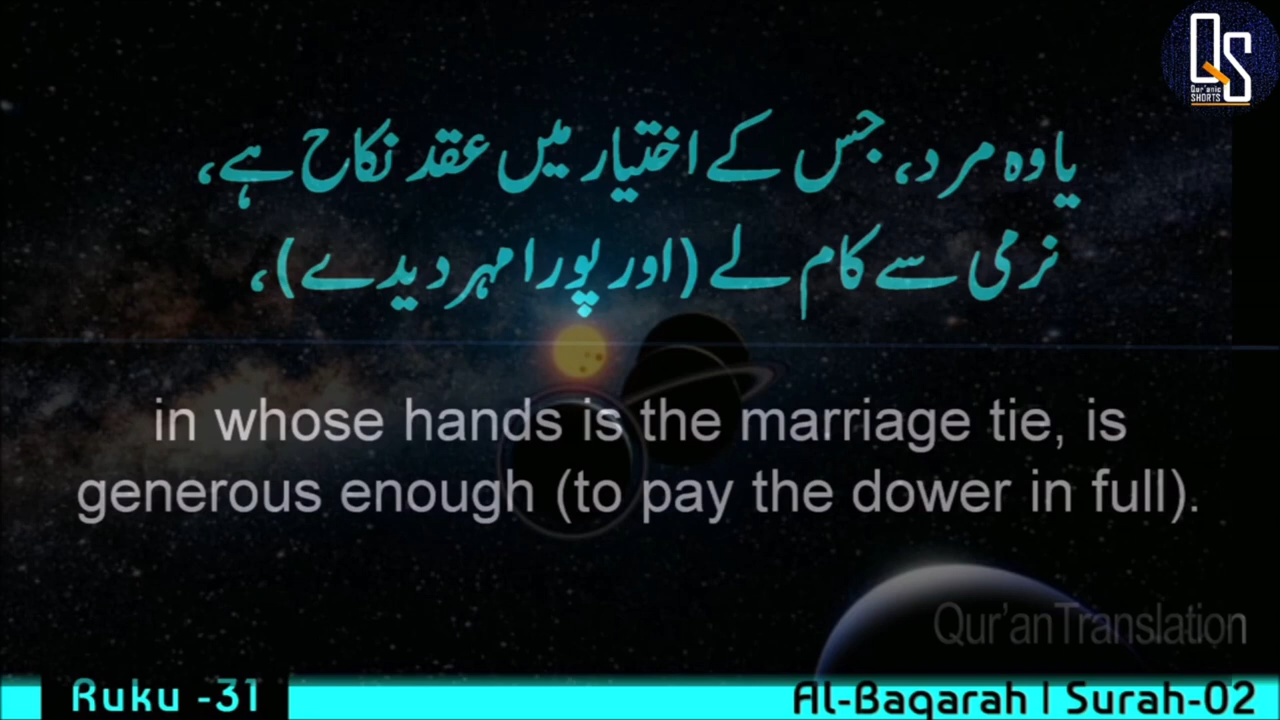 QS
Qur'anic
SHORTS
یا وہ مرد، جس کے اختیار میں عقد نکاح ہے،
نرمی سے کام لے (اور پورا مہر دیدے)،
in whose hands is the marriage tie, is
generous enough (to pay the dower in full).
Qur'anTranslation
Ruku -31
Al-Baqarah | Surah-02